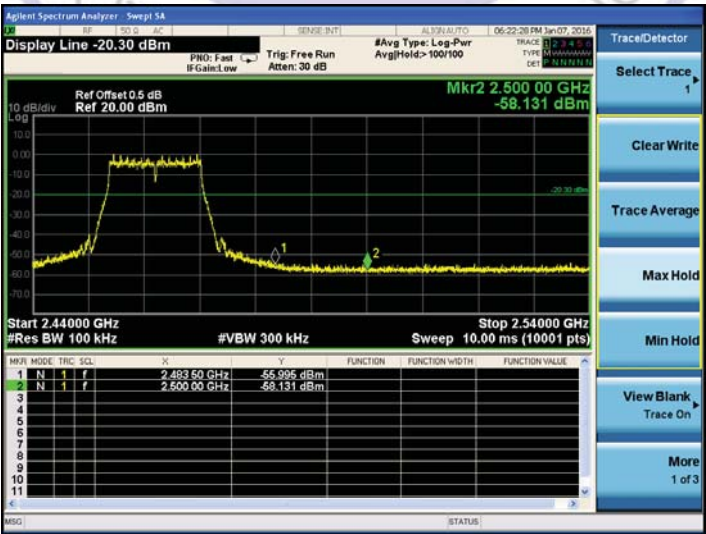 Agilent Spectrum Analyzer - Swept SA
RF 50 Ω AC SENSE:INT ALIGN AUTO 06:22:28 PM Jan 07, 2016
Display Line -20.30 dBm
PNO: Fast
IFGain:Low
Trig: Free Run
Atten: 30 dB
#Avg Type: Log-Pwr
Avg|Hold:>100/100
TRACE 1 2 3 4 5 6
TYPE
DET P N N N N N
Ref Offset 0.5 dB
10 dB/div Ref 20.00 dBm
Log
Mkr2 2.500 00 GHz
-58.131 dBm
10.0
0.00
-10.0
-20.0
-20.30 dBm
-30.0
-40.0
-50.0
-60.0
-70.0
1
2
Start 2.44000 GHz Stop 2.54000 GHz
#Res BW 100 kHz #VBW 300 kHz Sweep 10.00 ms (10001 pts)
MKR MODE TRC SCL X Y FUNCTION FUNCTION WIDTH FUNCTION VALUE
1 N 1 f 2.483 50 GHz -55.995 dBm
2 N 1 f 2.500 00 GHz -58.131 dBm
3
4
5
6
7
8
9
10
11
MSG STATUS
Trace/Detector
Select Trace
1
Clear Write
Trace Average
Max Hold
Min Hold
View Blank
Trace On
More
1 of 3